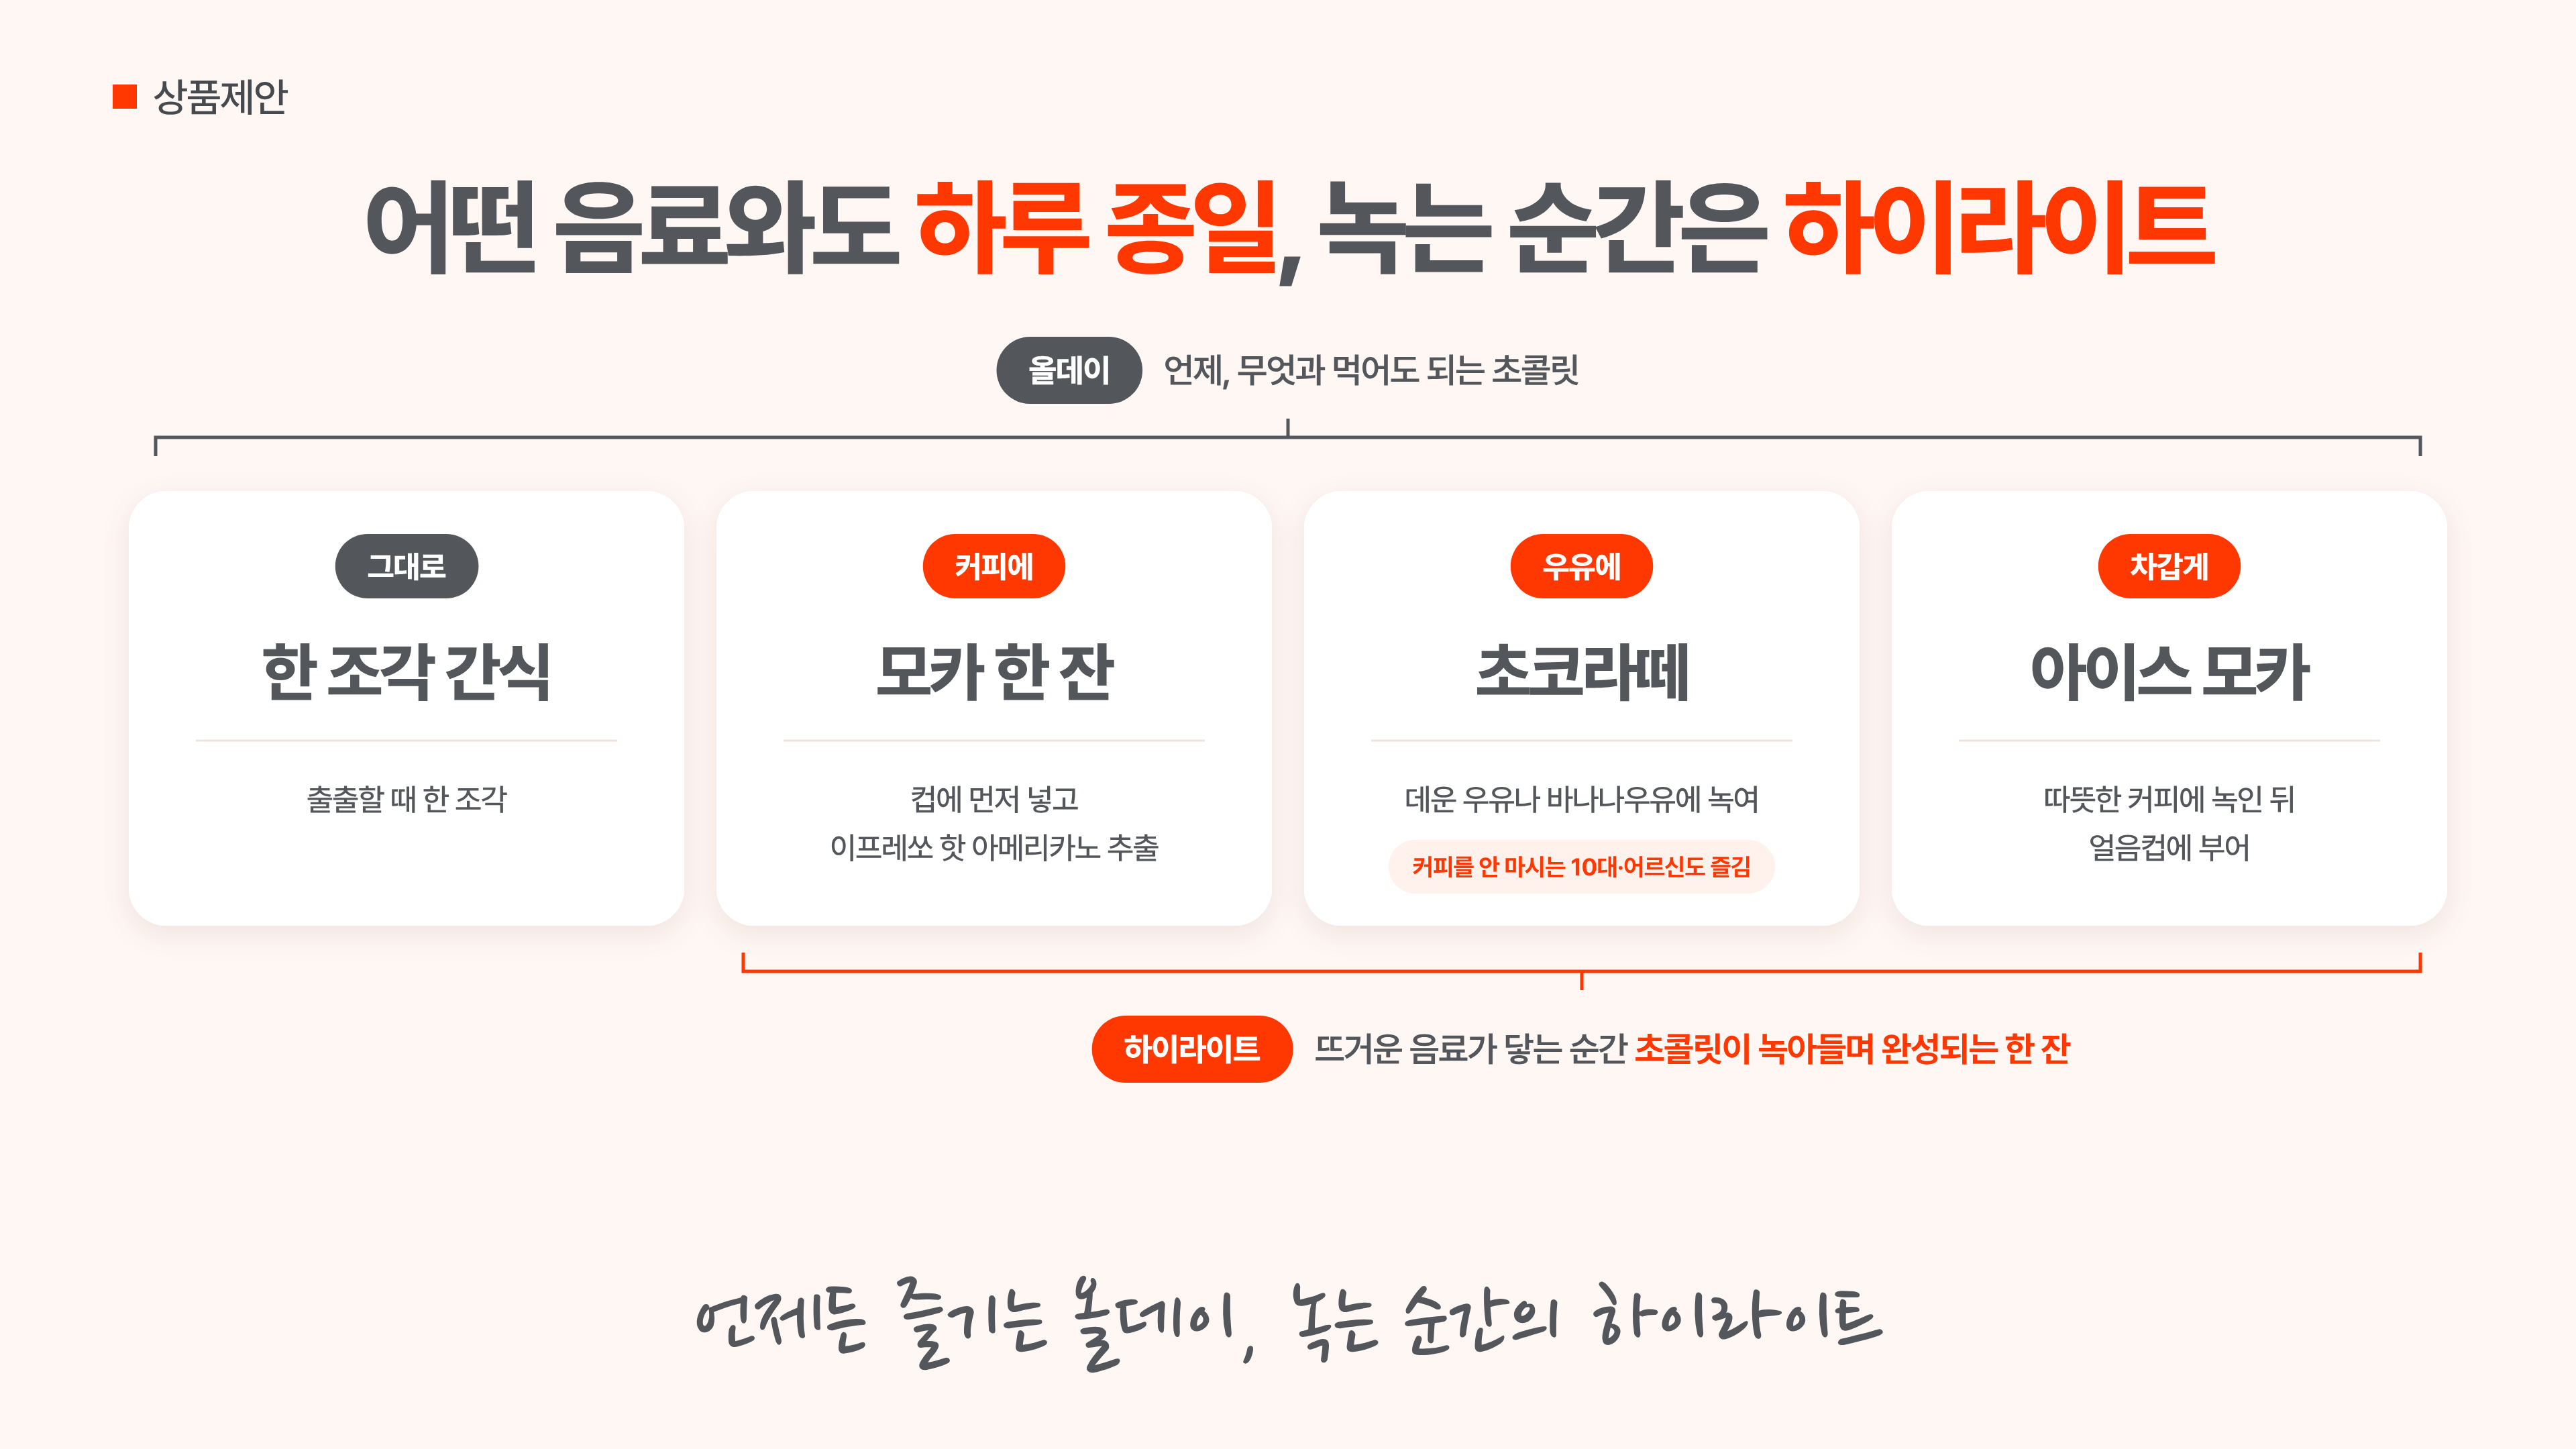 상품제안
어떤 음료와도 하루 종일, 녹는 순간은 하이라이트
올데이 언제, 무엇과 먹어도 되는 초콜릿
그대로
한 조각 간식
출출할 때 한 조각
커피에
모카 한 잔
컵에 먼저 넣고
이프레쏘 핫 아메리카노 추출
우유에
초코라떼
데운 우유나 바나나우유에 녹여
커피를 안 마시는 10대·어르신도 즐김
차갑게
아이스 모카
따뜻한 커피에 녹인 뒤
얼음컵에 부어
하이라이트 뜨거운 음료가 닿는 순간 초콜릿이 녹아들며 완성되는 한 잔
언제든 즐기는 올데이, 녹는 순간의 하이라이트